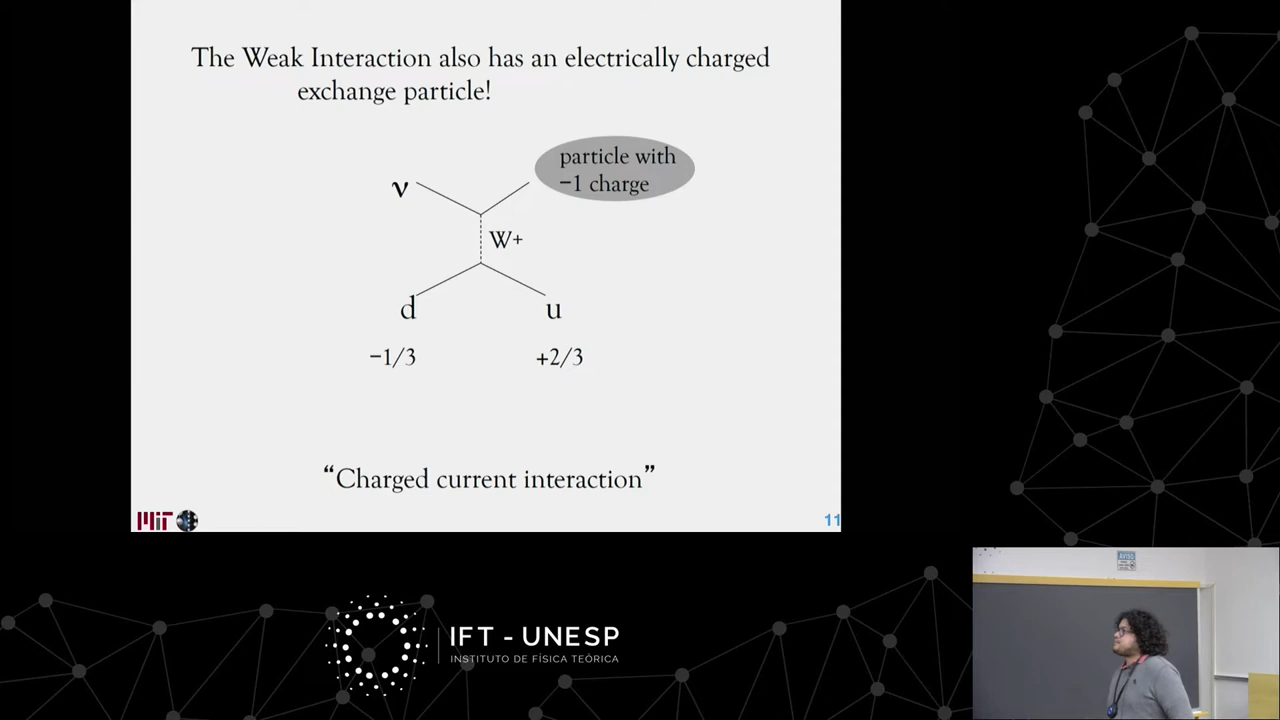 The Weak Interaction also has an electrically charged
exchange particle!
particle with
−1 charge
ν
W+
d
u
−1/3
+2/3
“Charged current interaction”
MIT
11
IFT - UNESP
INSTITUTO DE FÍSICA TEÓRICA